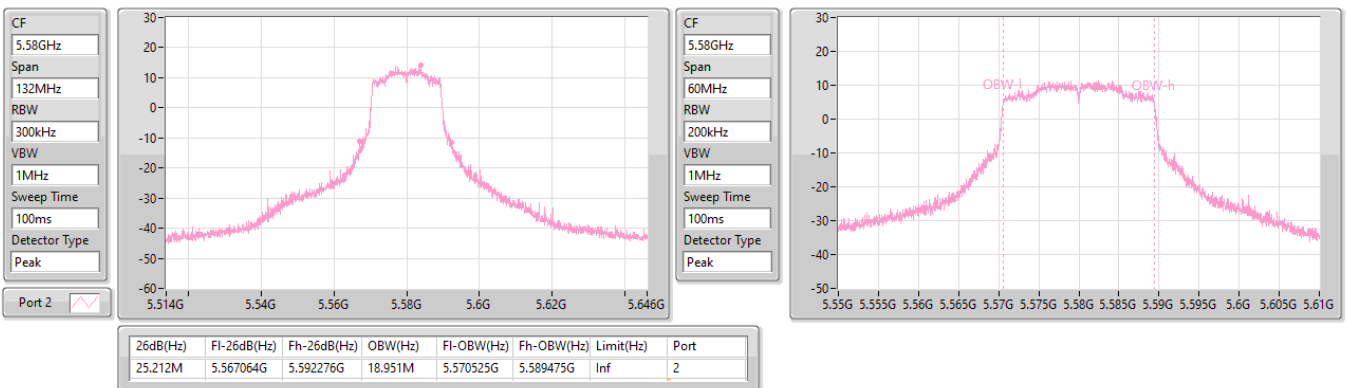 CF
5.58GHz
Span
132MHz
RBW
300kHz
VBW
1MHz
Sweep Time
100ms
Detector Type
Peak
Port 2
30
20
10
0
-10
-20
-30
-40
-50
-60
5.514G 5.54G 5.56G 5.58G 5.6G 5.62G 5.646G
CF
5.58GHz
Span
60MHz
RBW
200kHz
VBW
1MHz
Sweep Time
100ms
Detector Type
Peak
30
20
10
0
-10
-20
-30
-40
-50
OBW-l OBW-h
5.55G 5.555G 5.56G 5.565G 5.57G 5.575G 5.58G 5.585G 5.59G 5.595G 5.6G 5.605G 5.61G
26dB(Hz) Fl-26dB(Hz) Fh-26dB(Hz) OBW(Hz) Fl-OBW(Hz) Fh-OBW(Hz) Limit(Hz) Port
25.212M 5.567064G 5.592276G 18.951M 5.570525G 5.589475G Inf 2